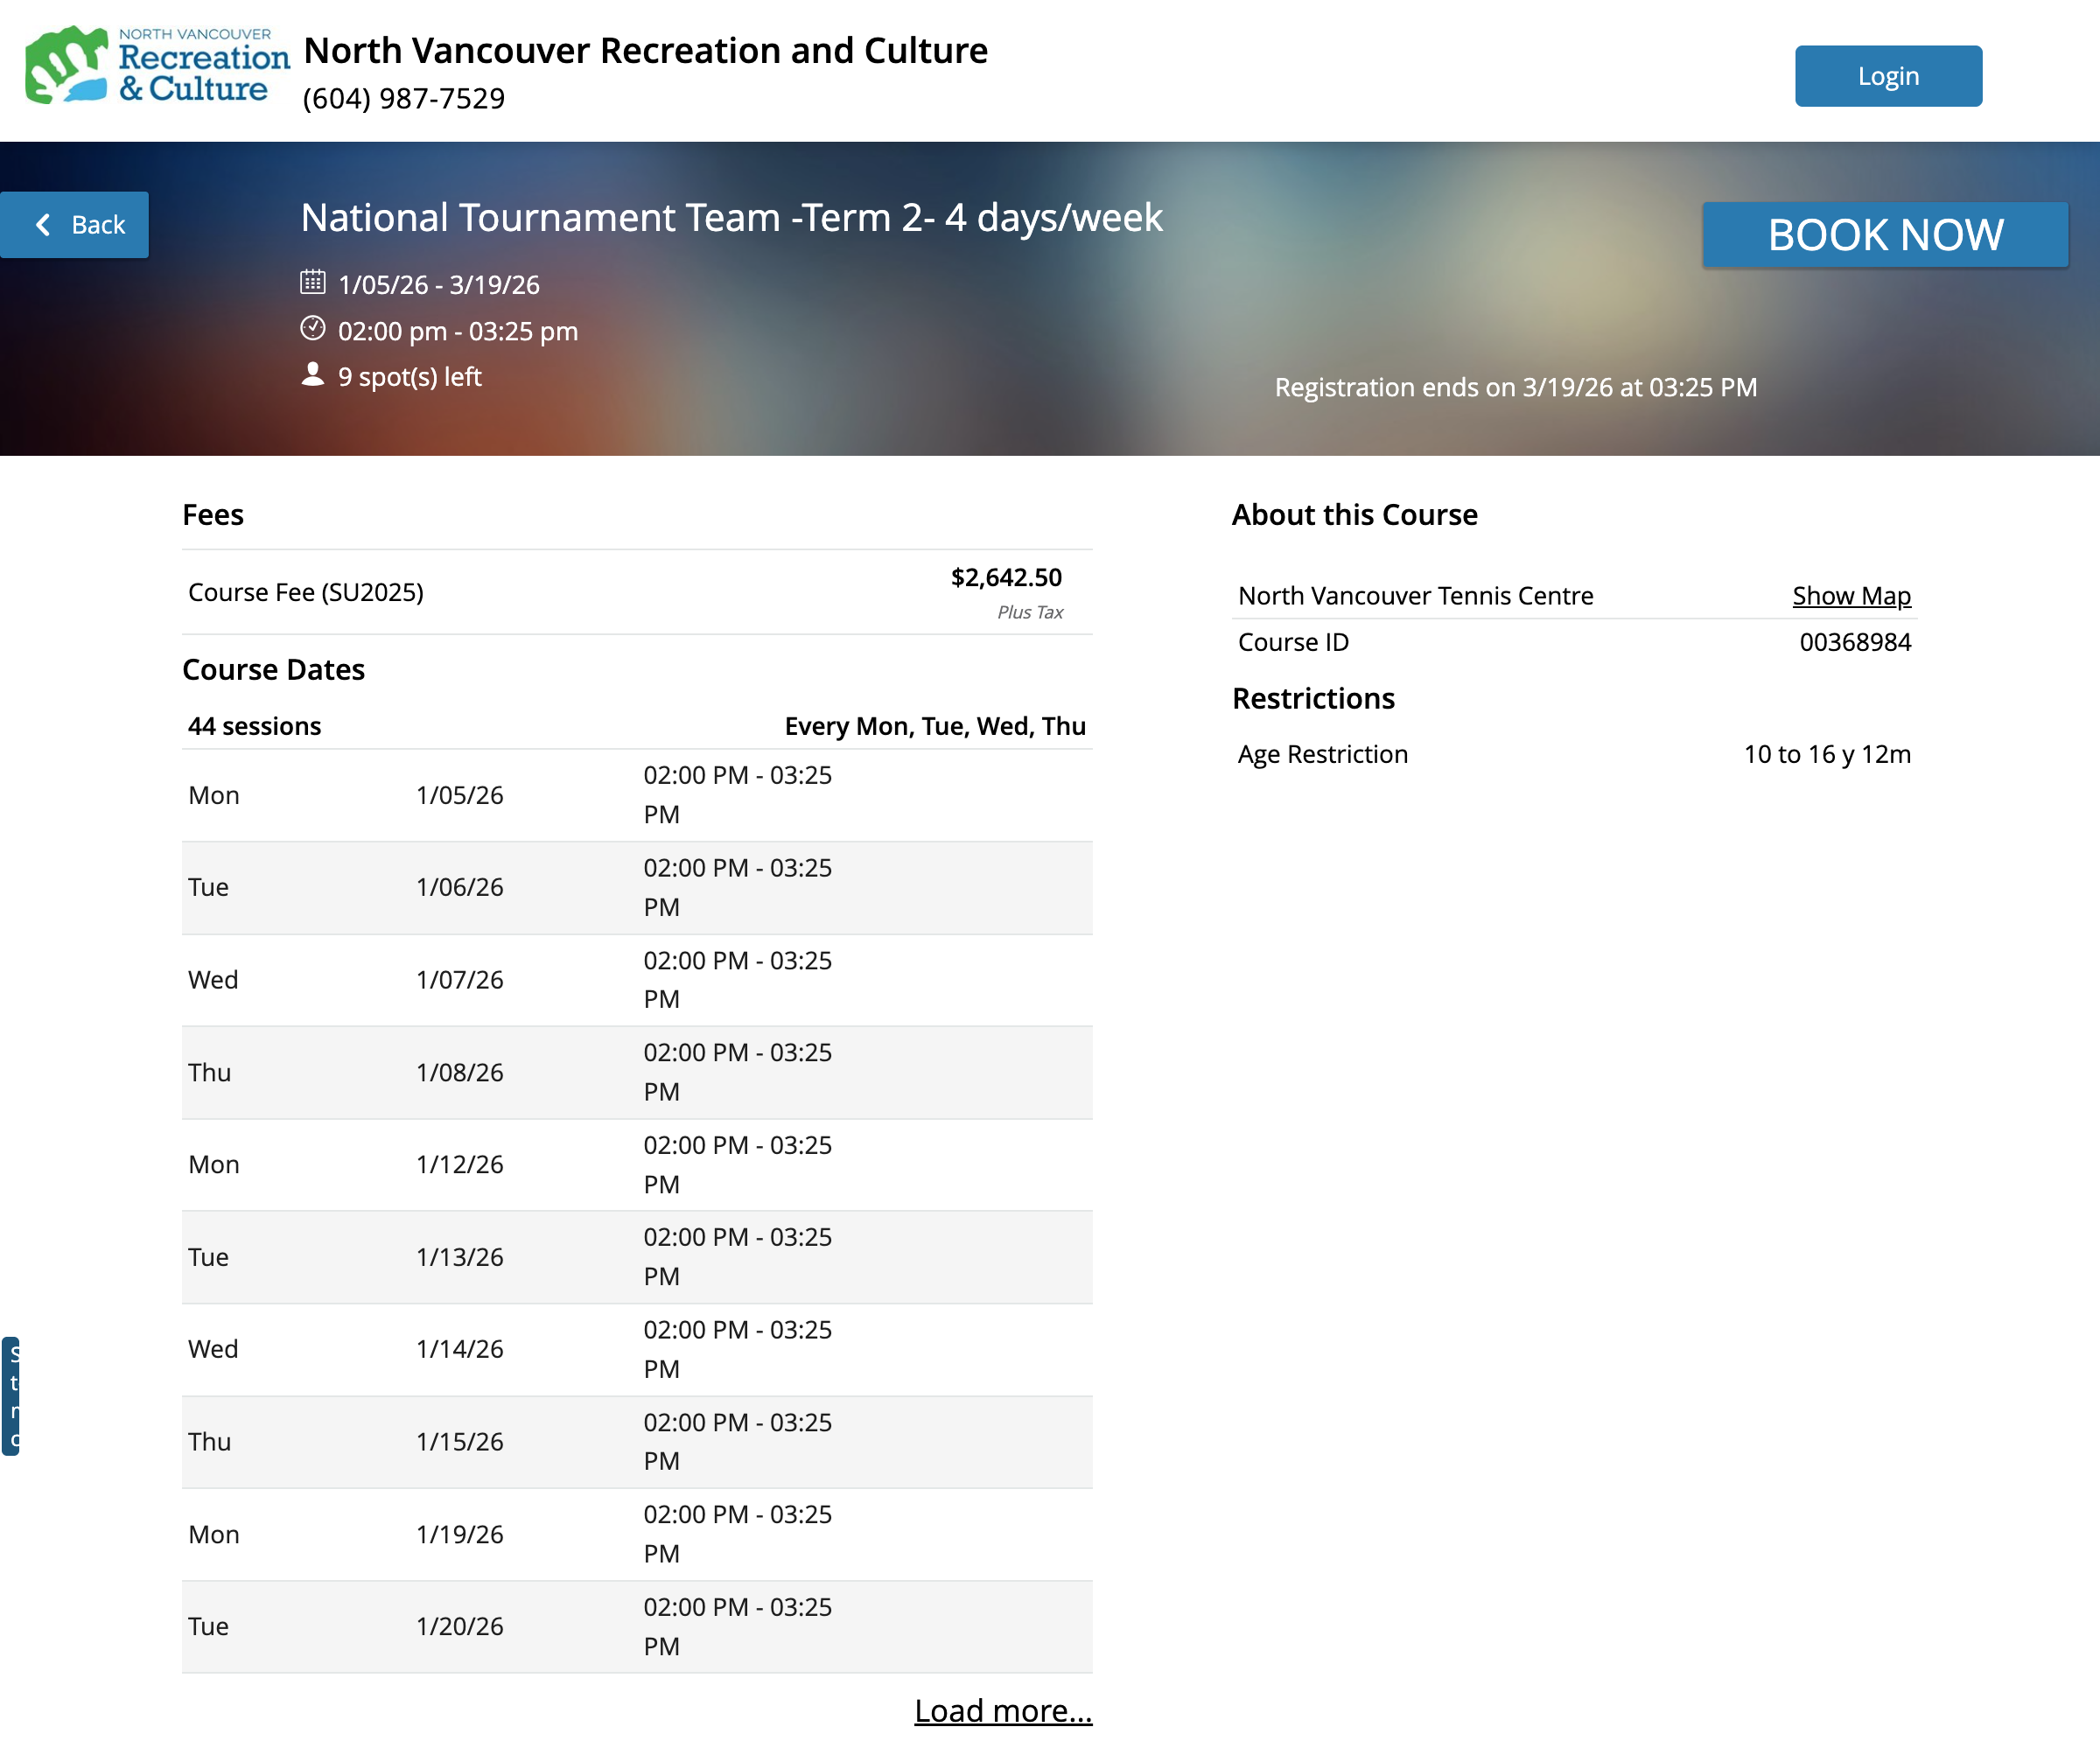 NORTH VANCOUVER
Recreation
& Culture
North Vancouver Recreation and Culture
(604) 987-7529
Login
Back
National Tournament Team -Term 2- 4 days/week
BOOK NOW
1/05/26 - 3/19/26
02:00 pm - 03:25 pm
9 spot(s) left
Registration ends on 3/19/26 at 03:25 PM
Fees
Course Fee (SU2025) $2,642.50
Plus Tax
Course Dates
44 sessions Every Mon, Tue, Wed, Thu
Mon 1/05/26 02:00 PM - 03:25
PM
Tue 1/06/26 02:00 PM - 03:25
PM
Wed 1/07/26 02:00 PM - 03:25
PM
Thu 1/08/26 02:00 PM - 03:25
PM
Mon 1/12/26 02:00 PM - 03:25
PM
Tue 1/13/26 02:00 PM - 03:25
PM
Wed 1/14/26 02:00 PM - 03:25
PM
Thu 1/15/26 02:00 PM - 03:25
PM
Mon 1/19/26 02:00 PM - 03:25
PM
Tue 1/20/26 02:00 PM - 03:25
PM
Load more...
About this Course
North Vancouver Tennis Centre Show Map
Course ID 00368984
Restrictions
Age Restriction 10 to 16 y 12m